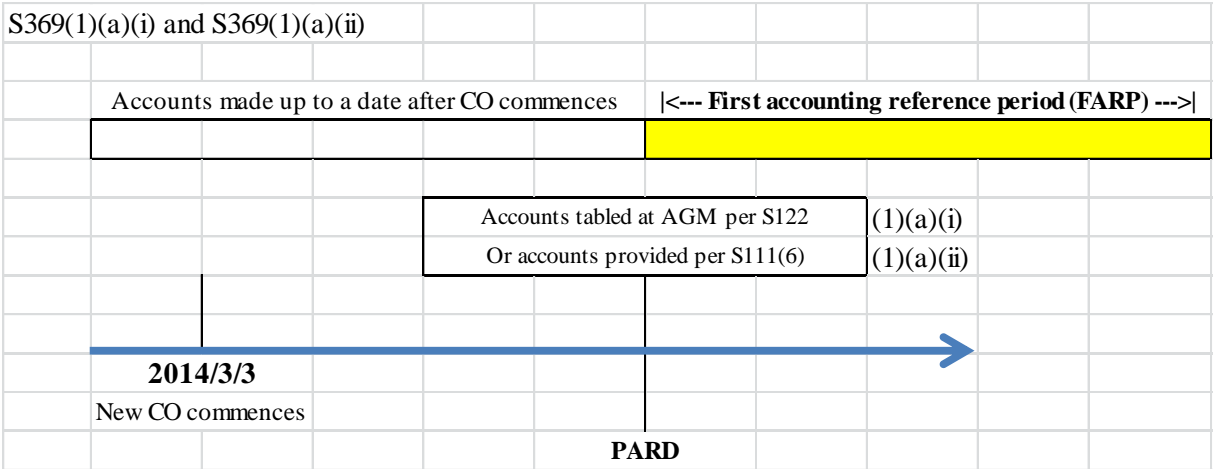 S369(1)(a)(i) and S369(1)(a)(ii)
Accounts made up to a date after CO commences |<--- First accounting reference period (FARP) --->|
Accounts tabled at AGM per S122 (1)(a)(i)
Or accounts provided per S111(6) (1)(a)(ii)
2014/3/3
New CO commences
PARD